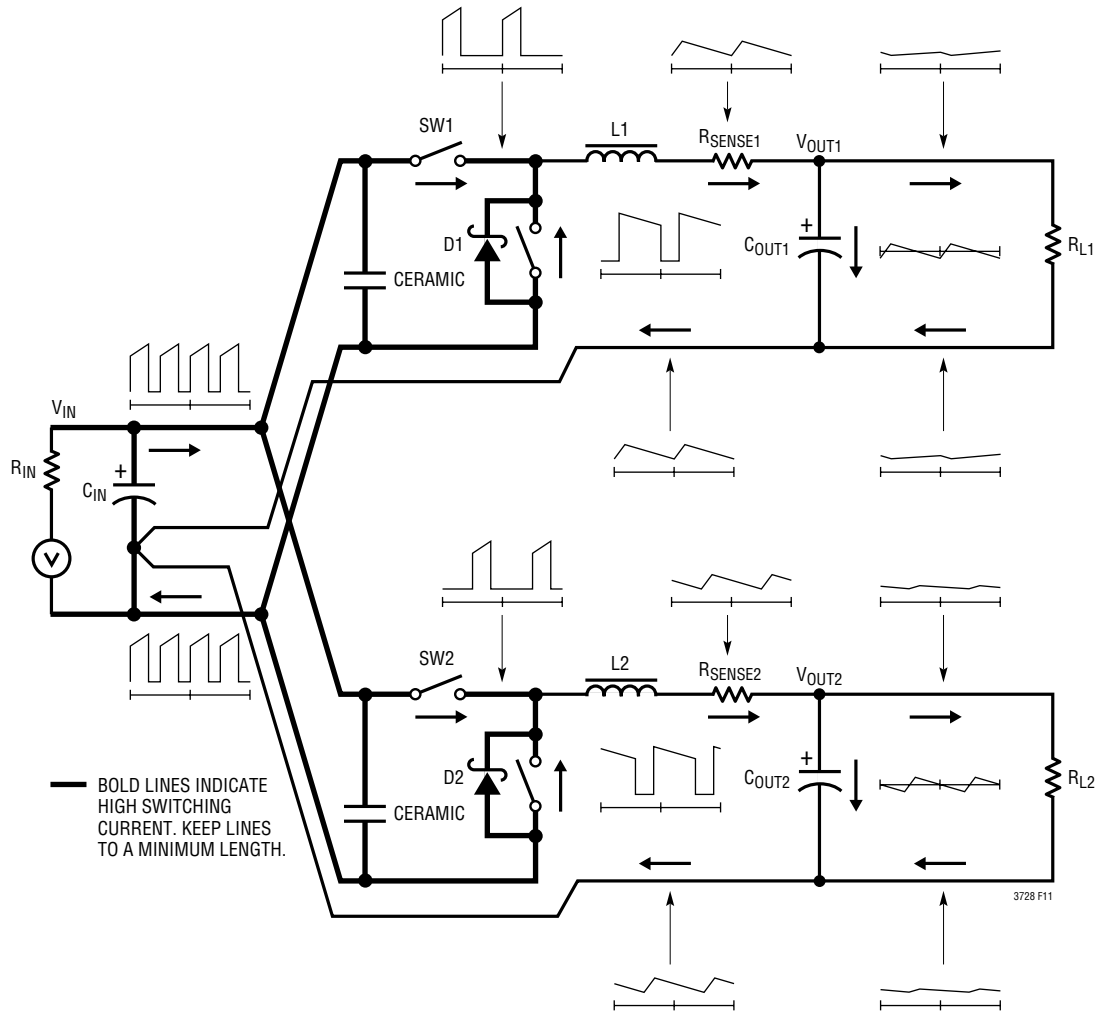 SW1
L1
RSENSE1
VOUT1
D1
CERAMIC
COUT1
RL1
VIN
RIN
CIN
+
+
V
SW2
L2
RSENSE2
VOUT2
D2
CERAMIC
+
COUT2
RL2
BOLD LINES INDICATE
HIGH SWITCHING
CURRENT. KEEP LINES
TO A MINIMUM LENGTH.
3728 F11